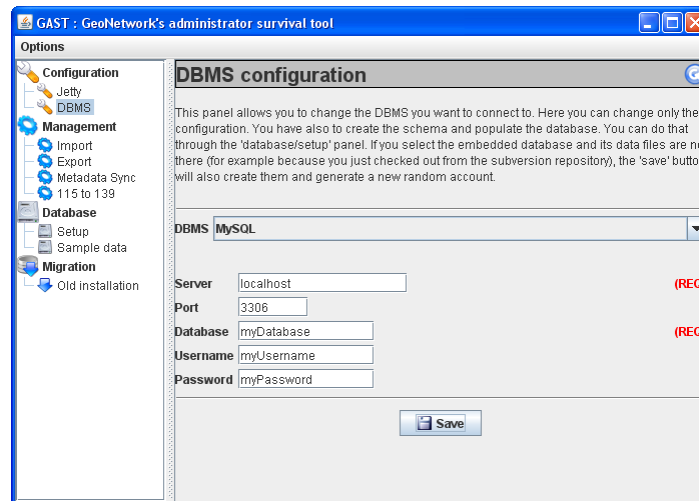 GAST : GeoNetwork's administrator survival tool
Options
Configuration
Jetty
DBMS
Management
Import
Export
Metadata Sync
115 to 139
Database
Setup
Sample data
Migration
Old installation
DBMS configuration
This panel allows you to change the DBMS you want to connect to. Here you can change only the
configuration. You have also to create the schema and populate the database. You can do that
through the 'database/setup' panel. If you select the embedded database and its data files are no
there (for example because you just checked out from the subversion repository), the 'save' butto
will also create them and generate a new random account.
DBMS MySQL
Server localhost (REQ
Port 3306
Database myDatabase (REQ
Username myUsername
Password myPassword
Save